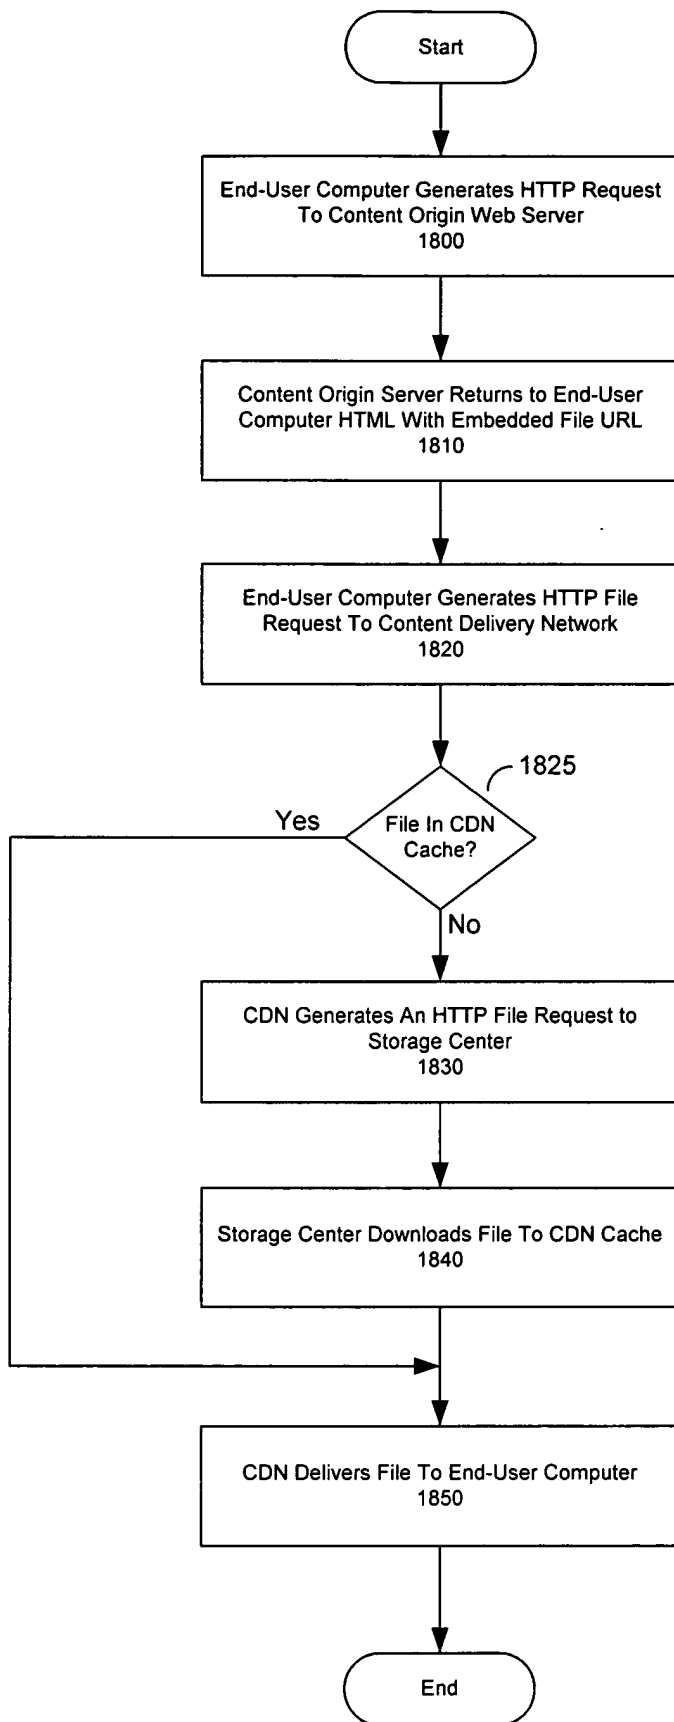 Start
End-User Computer Generates HTTP Request
To Content Origin Web Server
1800
Content Origin Server Returns to End-User
Computer HTML With Embedded File URL
1810
End-User Computer Generates HTTP File
Request To Content Delivery Network
1820
1825
Yes
File In CDN
Cache?
No
CDN Generates An HTTP File Request to
Storage Center
1830
Storage Center Downloads File To CDN Cache
1840
CDN Delivers File To End-User Computer
1850
End